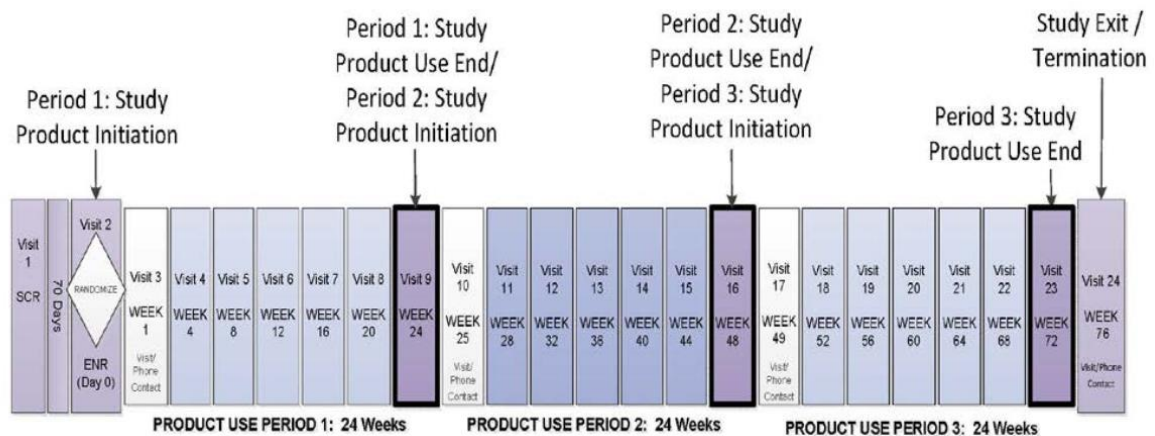 Period 1: Study
Product Initiation
Period 1: Study
Product Use End/
Period 2: Study
Product Initiation
Period 2: Study
Product Use End/
Period 3: Study
Product Initiation
Period 3: Study
Product Use End
Study Exit /
Termination
Visit
1
SCR
70 Days
Visit 2
RANDOMIZE
ENR
(Day 0)
Visit 3
WEEK
1
Visit/
Phone
Contact
Visit 4
WEEK
4
Visit 5
WEEK
8
Visit 6
WEEK
12
Visit 7
WEEK
16
Visit 8
WEEK
20
Visit 9
WEEK
24
Visit
10
WEEK
25
Visit/
Phone
Contact
Visit
11
WEEK
28
Visit
12
WEEK
32
Visit
13
WEEK
36
Visit
14
WEEK
40
Visit
15
WEEK
44
Visit
16
WEEK
48
Visit
17
WEEK
49
Visit/
Phone
Contact
Visit
18
WEEK
52
Visit
19
WEEK
56
Visit
20
WEEK
60
Visit
21
WEEK
64
Visit
22
WEEK
68
Visit
23
WEEK
72
Visit 24
WEEK
76
Visit/Phone
Contact
PRODUCT USE PERIOD 1: 24 Weeks
PRODUCT USE PERIOD 2: 24 Weeks
PRODUCT USE PERIOD 3: 24 Weeks